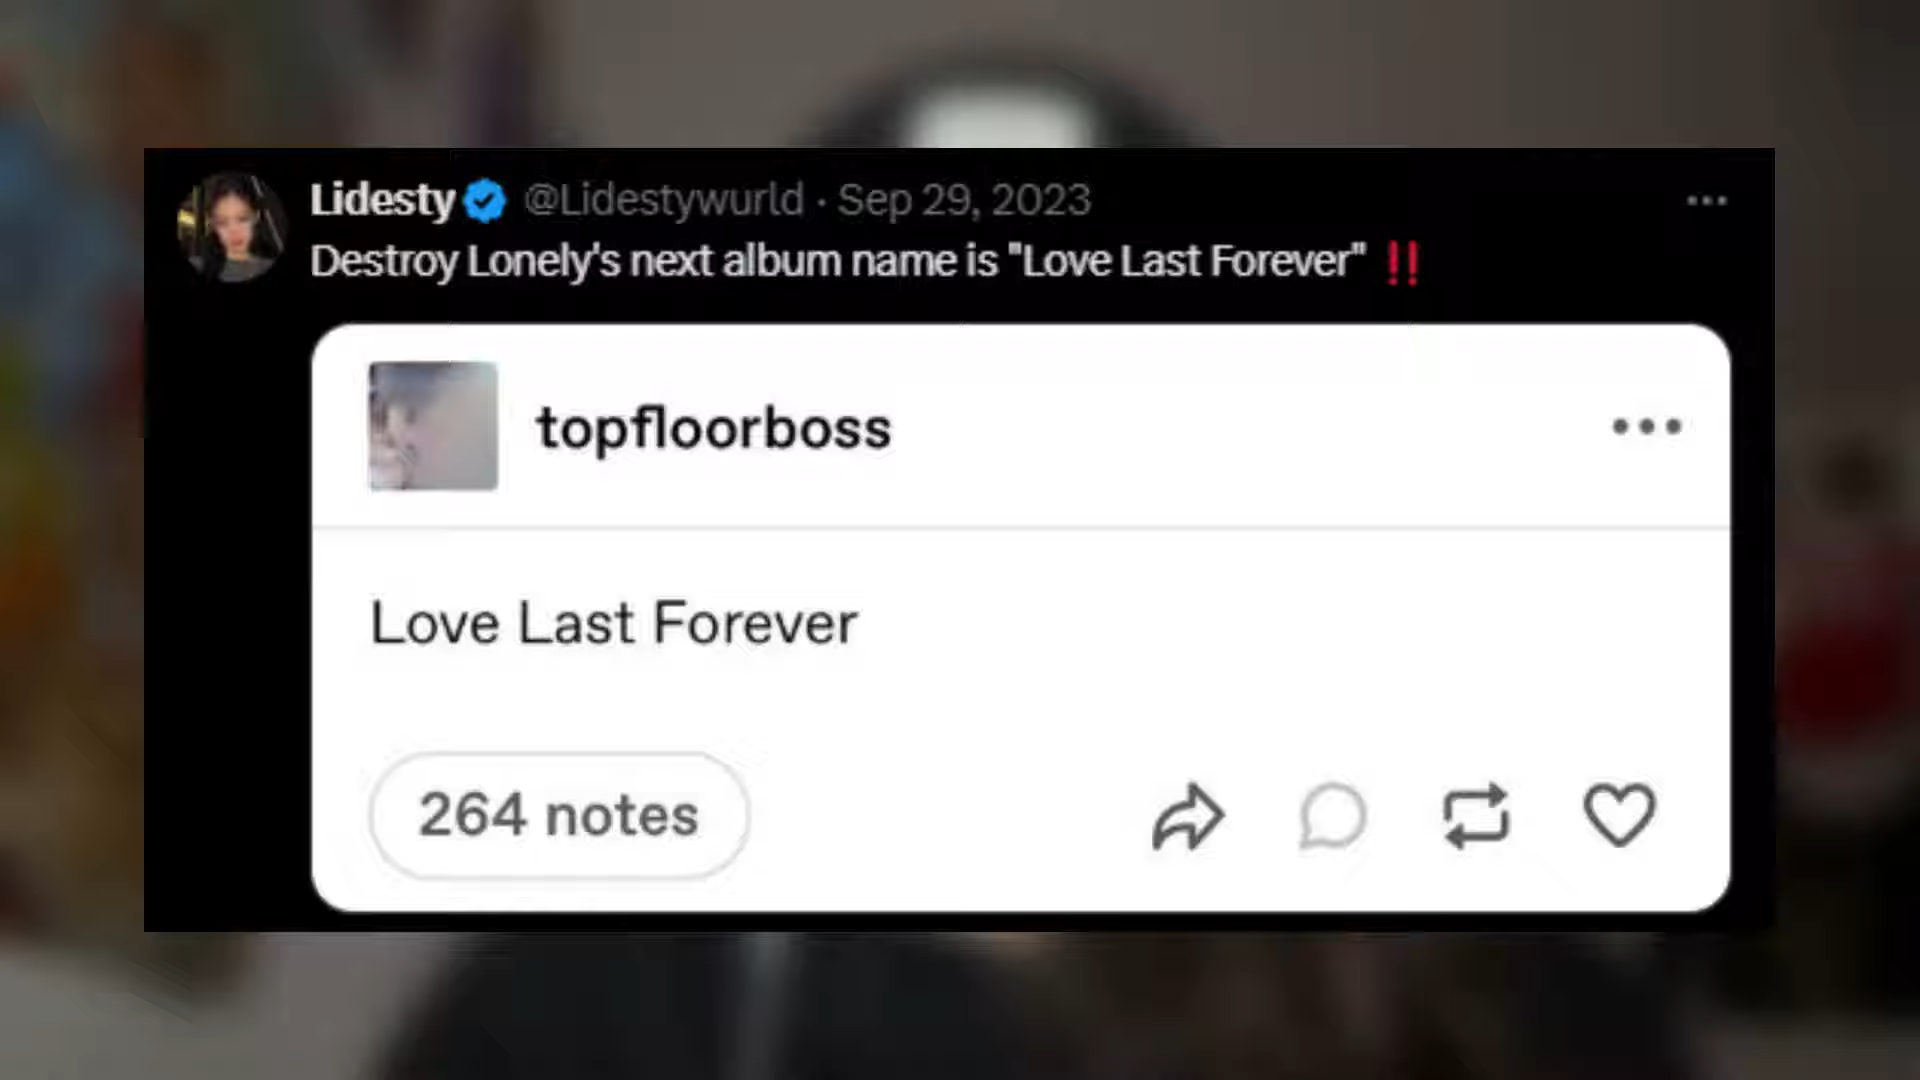 Lidesty @Lidestywurld · Sep 29, 2023
Destroy Lonely's next album name is "Love Last Forever" ‼️
topfloorboss
Love Last Forever
264 notes